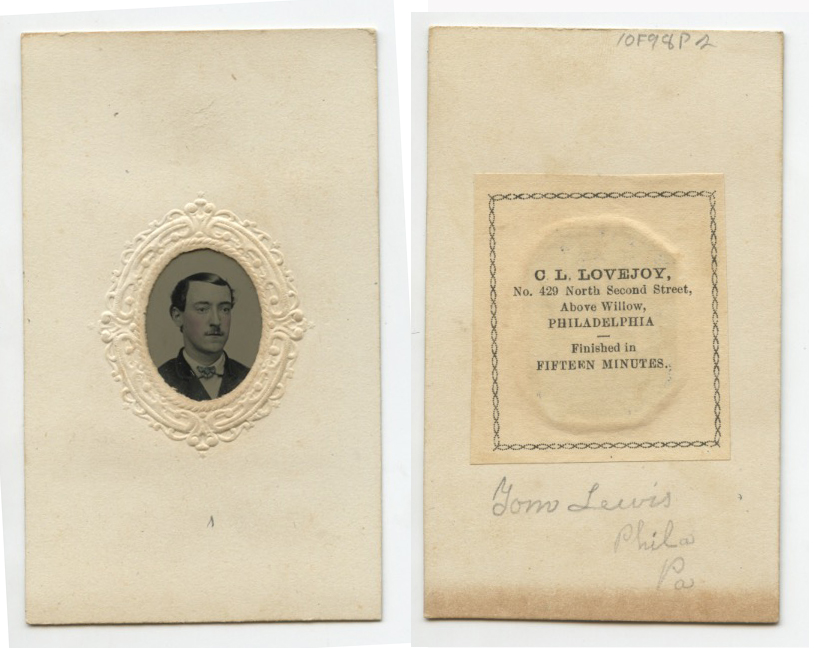 10F98P2
C. L. LOVEJOY,
No. 429 North Second Street,
Above Willow,
PHILADELPHIA
Finished in
FIFTEEN MINUTES.
Tom Lewis
Phila
Pa